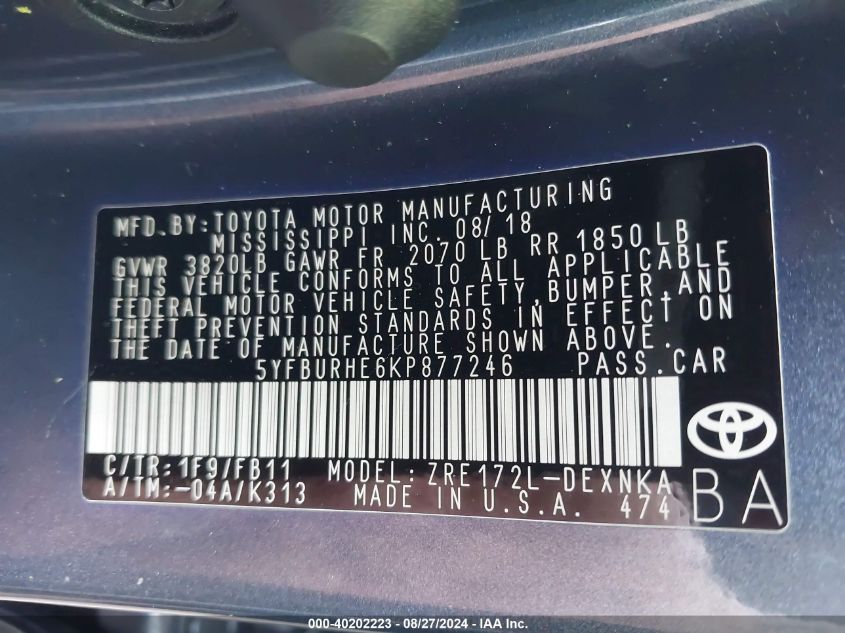 MFD. BY: TOYOTA MOTOR MANUFACTURING
MISSISSIPPI INC. 08/18
GVWR 3820LB GAWR FR 2070 LB RR 1850 LB
THIS VEHICLE CONFORMS TO ALL APPLICABLE
FEDERAL MOTOR VEHICLE SAFETY, BUMPER, AND
THEFT PREVENTION STANDARDS IN EFFECT ON
THE DATE OF MANUFACTURE SHOWN ABOVE.
5YFBURHE6KP877246 PASS. CAR
C/TR: 1F9/FB11 MODEL: ZRE172L-DEXNKA
A/TM: -04A/K313 MADE IN U.S.A. 474
BA
000-40202223 - 08/27/2024 - IAA Inc.